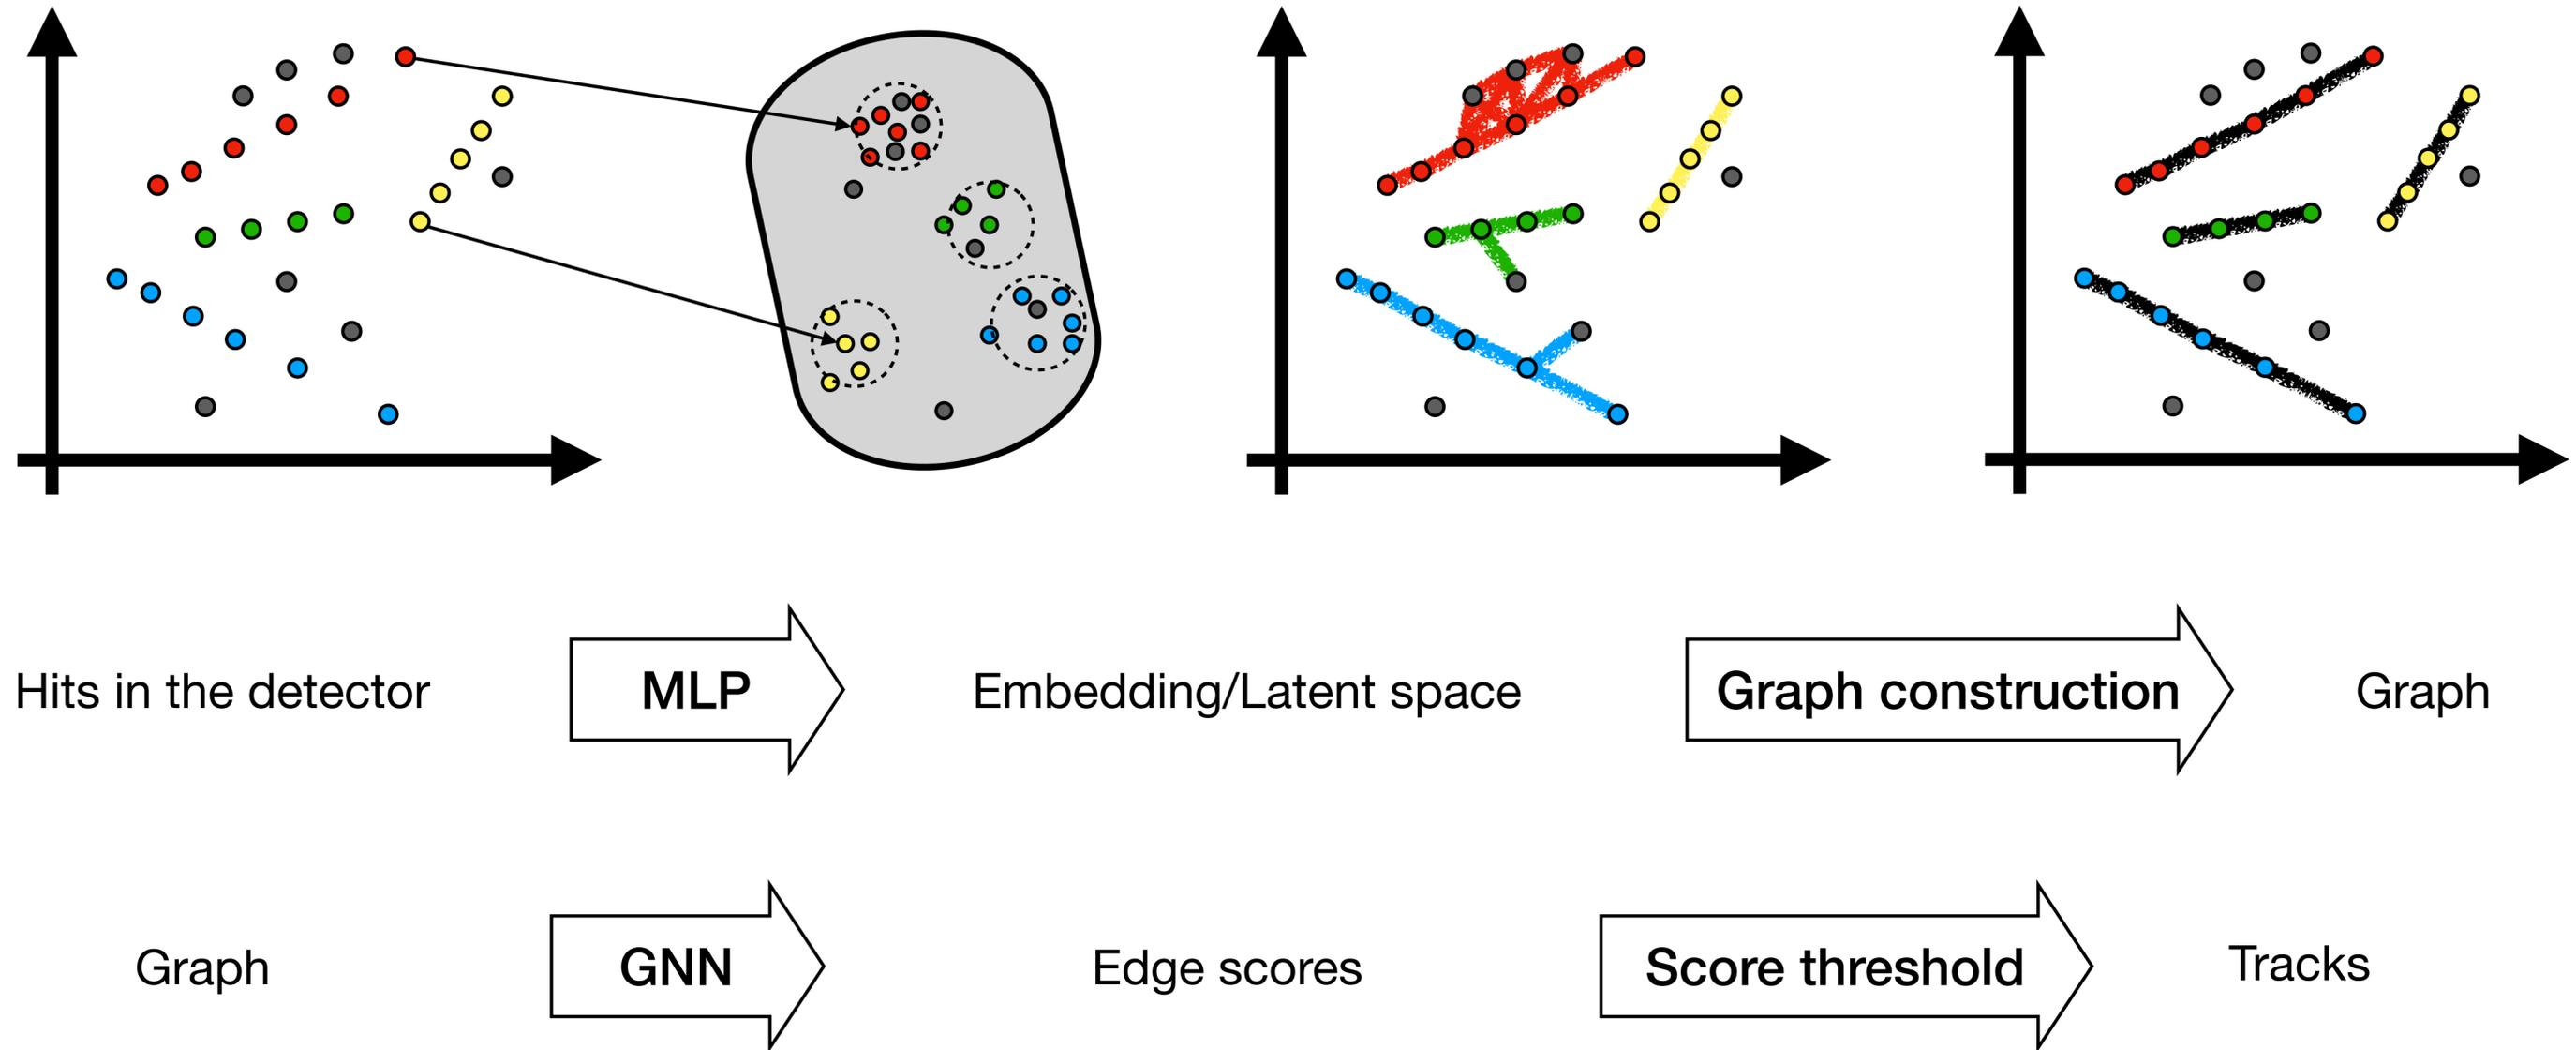 Hits in the detector MLP Embedding/Latent space Graph construction Graph
Graph GNN Edge scores Score threshold Tracks